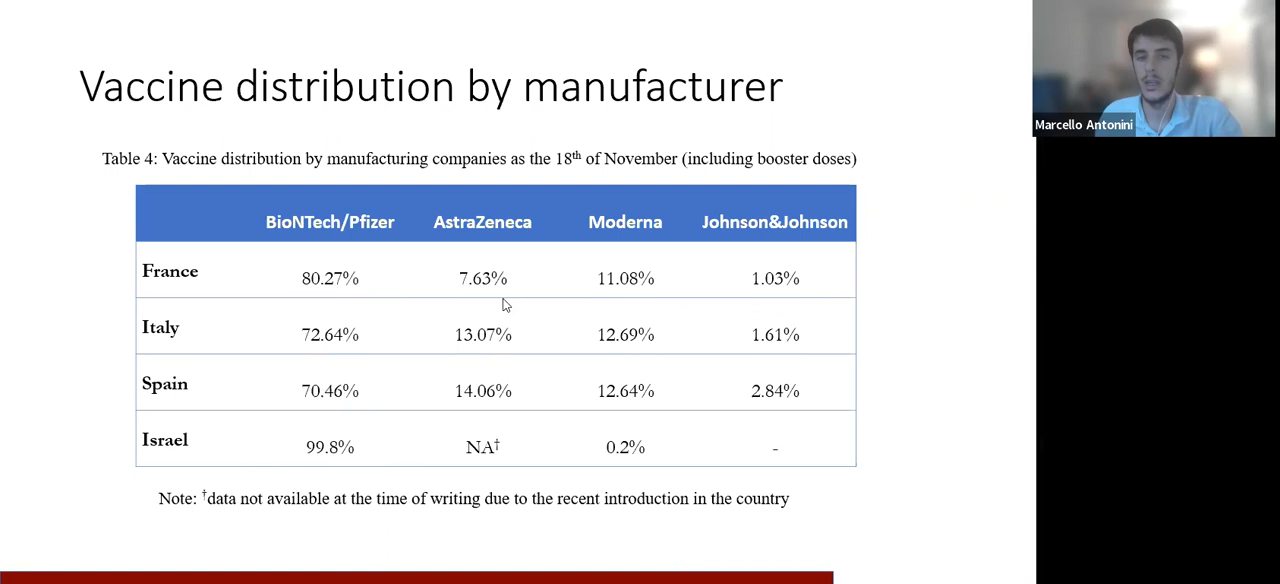 Vaccine distribution by manufacturer
Marcello Antonini
Table 4: Vaccine distribution by manufacturing companies as the 18th of November (including booster doses)
BioNTech/Pfizer AstraZeneca Moderna Johnson&Johnson
France 80.27% 7.63% 11.08% 1.03%
Italy 72.64% 13.07% 12.69% 1.61%
Spain 70.46% 14.06% 12.64% 2.84%
Israel 99.8% NA† 0.2% -
Note: †data not available at the time of writing due to the recent introduction in the country